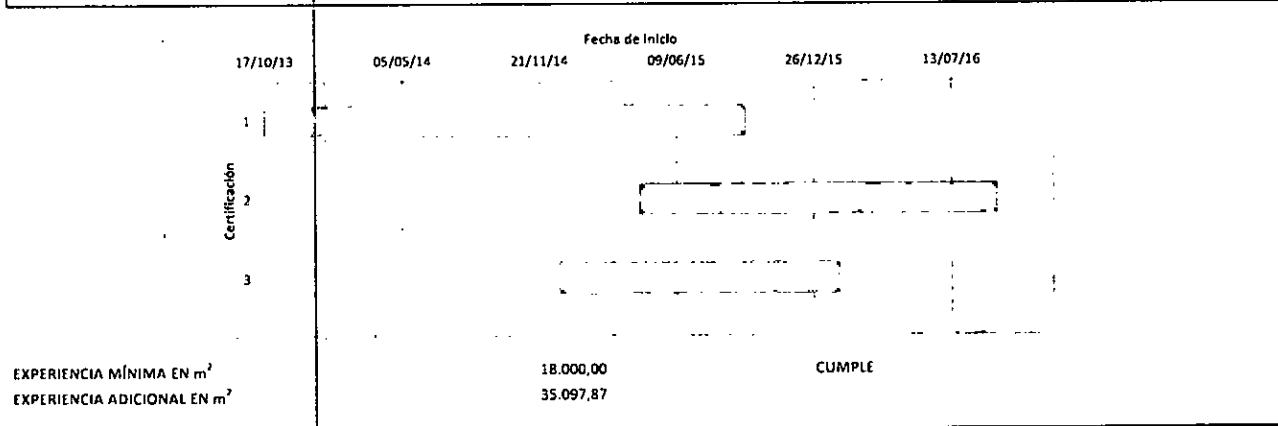 Fecha de Inicio
17/10/13 05/05/14 21/11/14 09/06/15 26/12/15 13/07/16
1
Certificación
2
3
EXPERIENCIA MÍNIMA EN m² 18.000,00 CUMPLE
EXPERIENCIA ADICIONAL EN m² 35.097,87